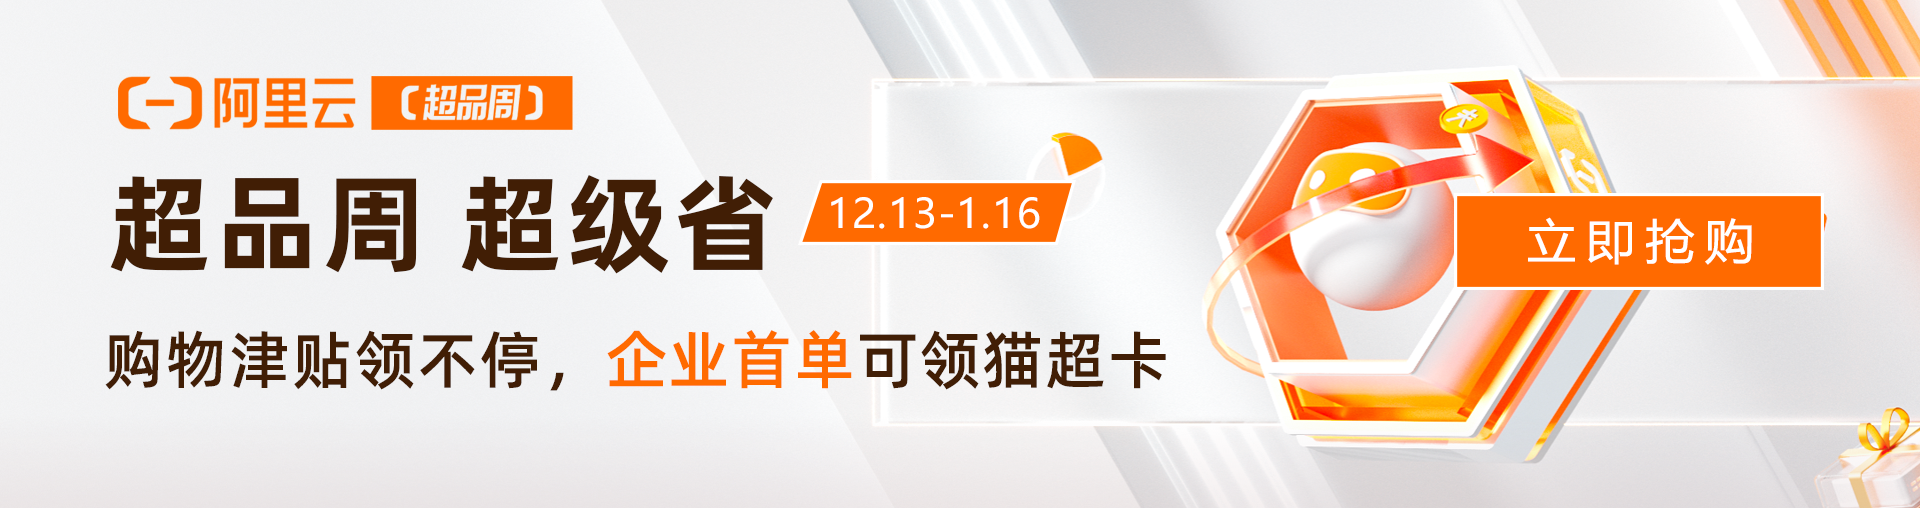 阿里云 【超品周】
超品周 超级省 12.13-1.16
购物津贴领不停，企业首单可领猫超卡
立即抢购